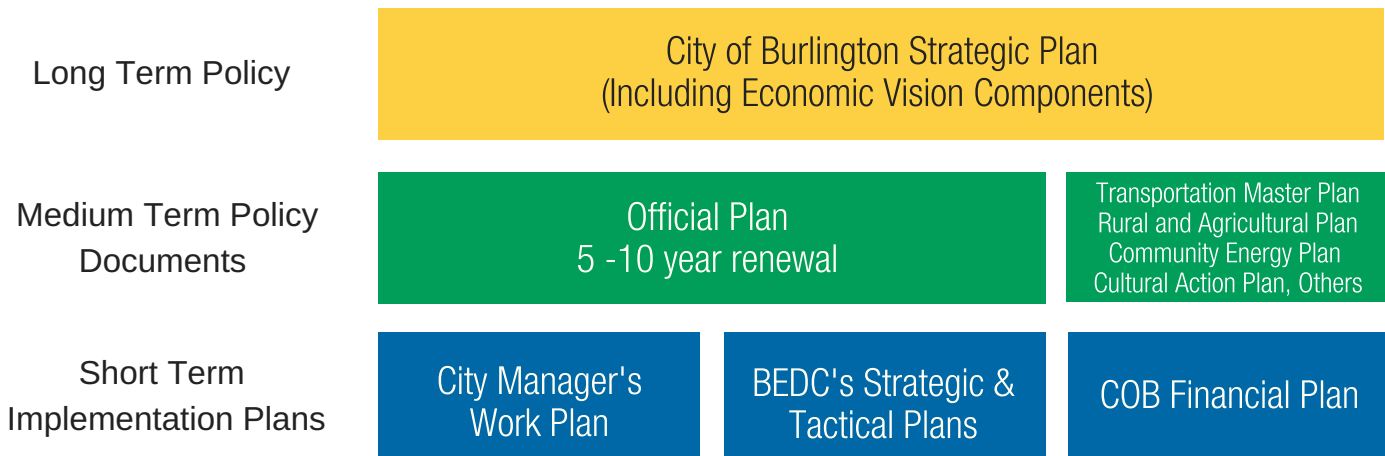 Long Term Policy
City of Burlington Strategic Plan
(Including Economic Vision Components)
Medium Term Policy
Documents
Official Plan
5 -10 year renewal
Transportation Master Plan
Rural and Agricultural Plan
Community Energy Plan
Cultural Action Plan, Others
Short Term
Implementation Plans
City Manager's
Work Plan
BEDC's Strategic &
Tactical Plans
COB Financial Plan